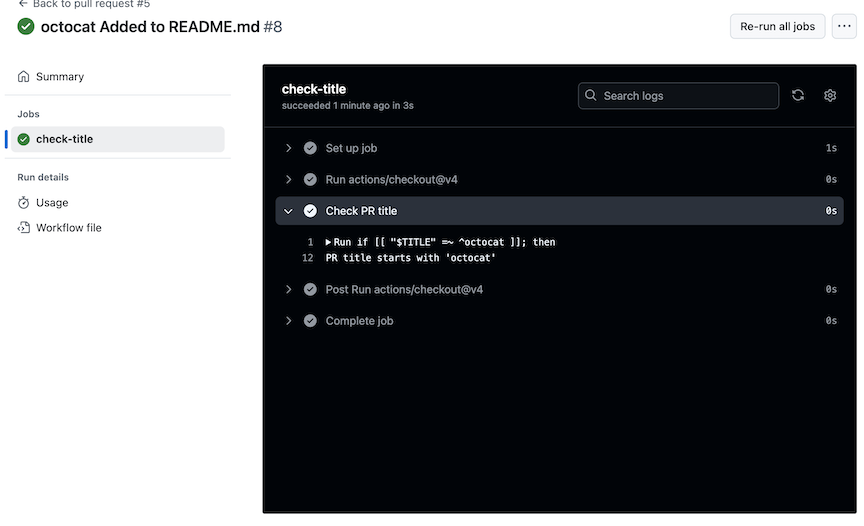 ← Back to pull request #5
octocat Added to README.md #8
Re-run all jobs
···
Summary
Jobs
check-title
Run details
Usage
Workflow file
check-title
succeeded 1 minute ago in 3s
Search logs
Set up job 1s
Run actions/checkout@v4 0s
Check PR title 0s
1 ▶Run if [[ "$TITLE" =~ ^octocat ]]; then
12 PR title starts with 'octocat'
Post Run actions/checkout@v4 0s
Complete job 0s